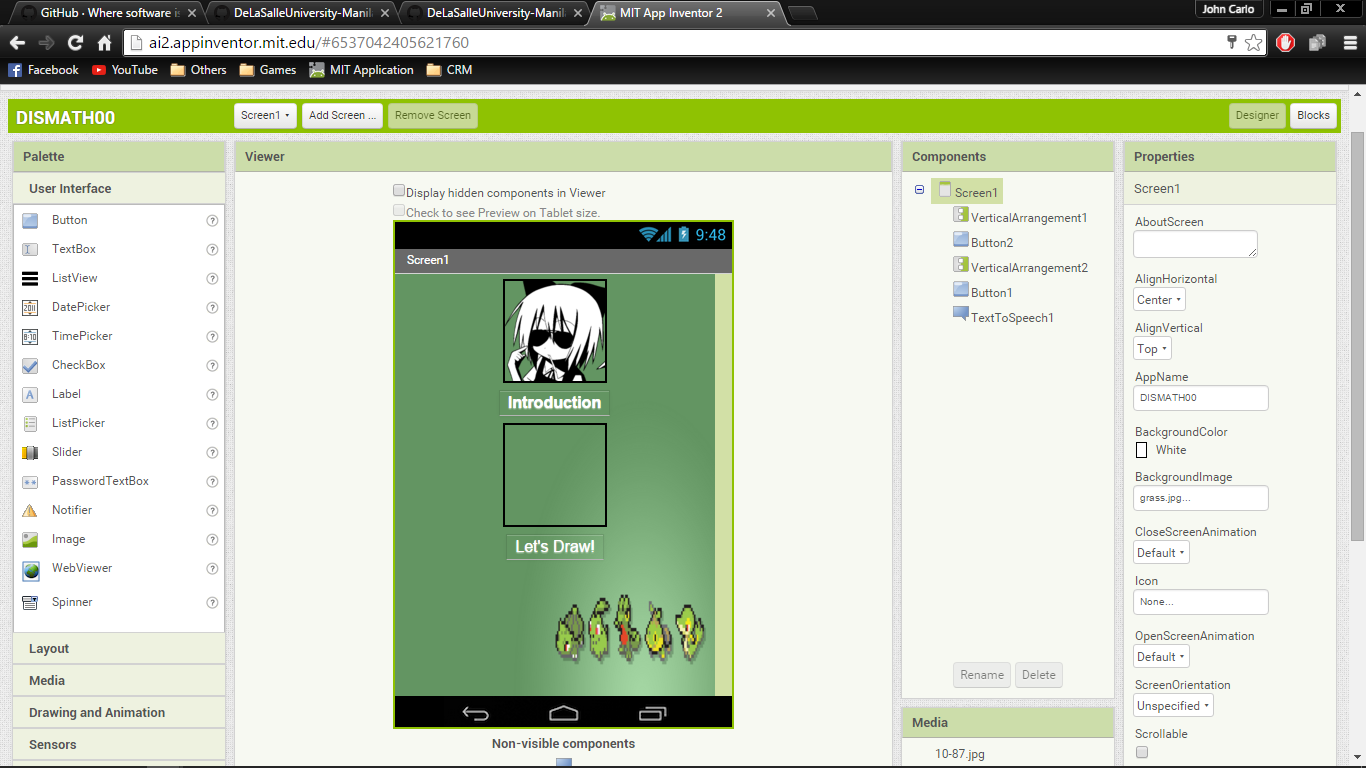 GitHub · Where software is
DeLaSalleUniversity-Manil
DeLaSalleUniversity-Manil
MIT App Inventor 2
John Carlo
ai2.appinventor.mit.edu/#6537042405621760
Facebook
YouTube
Others
Games
MIT Application
CRM
DISMATH00
Screen1
Add Screen ...
Remove Screen
Designer
Blocks
Palette
User Interface
Button ?
TextBox ?
ListView ?
DatePicker ?
TimePicker ?
CheckBox ?
Label ?
ListPicker ?
Slider ?
PasswordTextBox ?
Notifier ?
Image ?
WebViewer ?
Spinner ?
Layout
Media
Drawing and Animation
Sensors
Viewer
Display hidden components in Viewer
Check to see Preview on Tablet size.
9:48
Screen1
Introduction
Let's Draw!
Non-visible components
Components
Screen1
VerticalArrangement1
Button2
VerticalArrangement2
Button1
TextToSpeech1
Rename
Delete
Media
10-87.jpg
Properties
Screen1
AboutScreen
AlignHorizontal
Center
AlignVertical
Top
AppName
DISMATH00
BackgroundColor
White
BackgroundImage
grass.jpg...
CloseScreenAnimation
Default
Icon
None...
OpenScreenAnimation
Default
ScreenOrientation
Unspecified
Scrollable